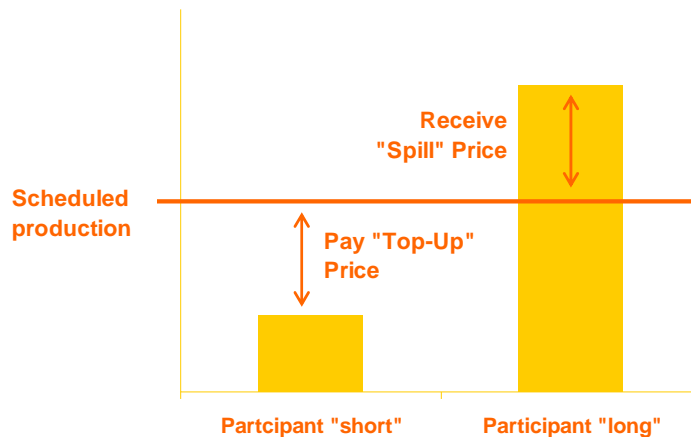 Receive
"Spill" Price
Scheduled
production
Pay "Top-Up"
Price
Partcipant "short"
Participant "long"